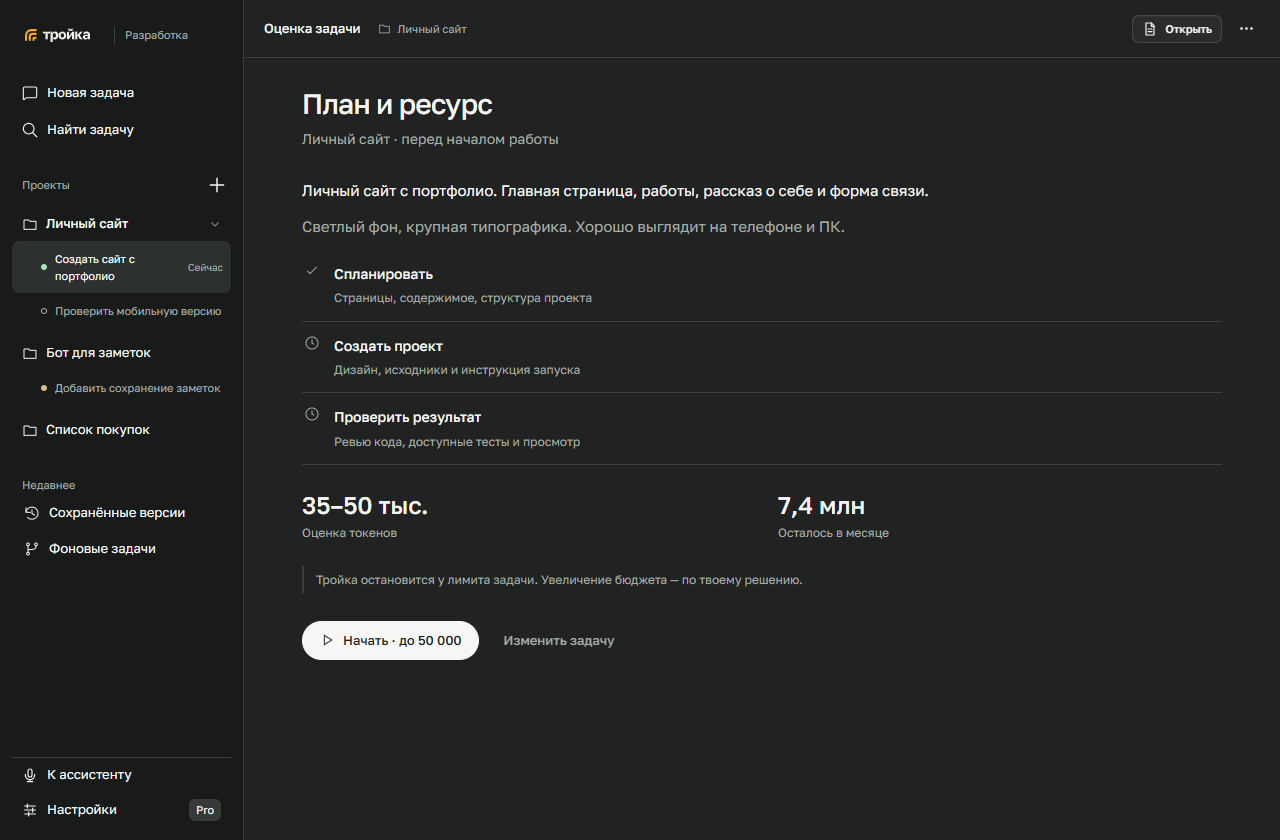 тройка
Разработка
Новая задача
Найти задачу
Проекты
Личный сайт
Создать сайт с
портфолио
Сейчас
Проверить мобильную версию
Бот для заметок
Добавить сохранение заметок
Список покупок
Недавнее
Сохранённые версии
Фоновые задачи
К ассистенту
Настройки
Pro
Оценка задачи
Личный сайт
Открыть
План и ресурс
Личный сайт · перед началом работы
Личный сайт с портфолио. Главная страница, работы, рассказ о себе и форма связи.
Светлый фон, крупная типографика. Хорошо выглядит на телефоне и ПК.
Спланировать
Страницы, содержимое, структура проекта
Создать проект
Дизайн, исходники и инструкция запуска
Проверить результат
Ревью кода, доступные тесты и просмотр
35–50 тыс.
Оценка токенов
7,4 млн
Осталось в месяце
Тройка остановится у лимита задачи. Увеличение бюджета — по твоему решению.
Начать · до 50 000
Изменить задачу